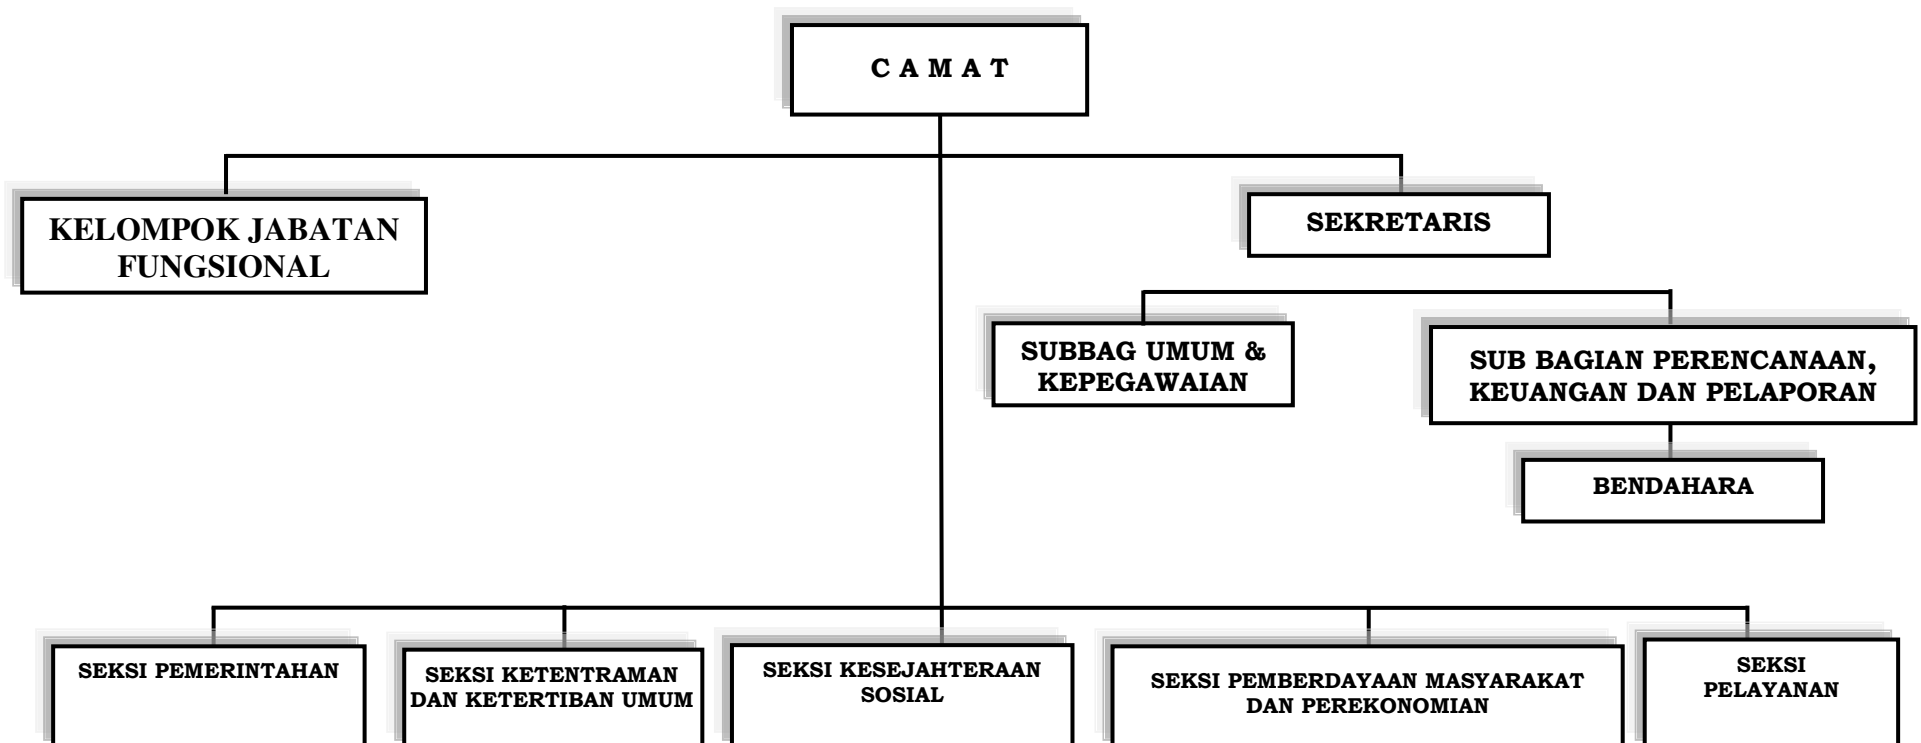 C A M A T
KELOMPOK JABATAN
FUNGSIONAL
SEKRETARIS
SUBBAG UMUM &
KEPEGAWAIAN
SUB BAGIAN PERENCANAAN,
KEUANGAN DAN PELAPORAN
BENDAHARA
SEKSI PEMERINTAHAN
SEKSI KETENTRAMAN
DAN KETERTIBAN UMUM
SEKSI KESEJAHTERAAN
SOSIAL
SEKSI PEMBERDAYAAN MASYARAKAT
DAN PEREKONOMIAN
SEKSI
PELAYANAN